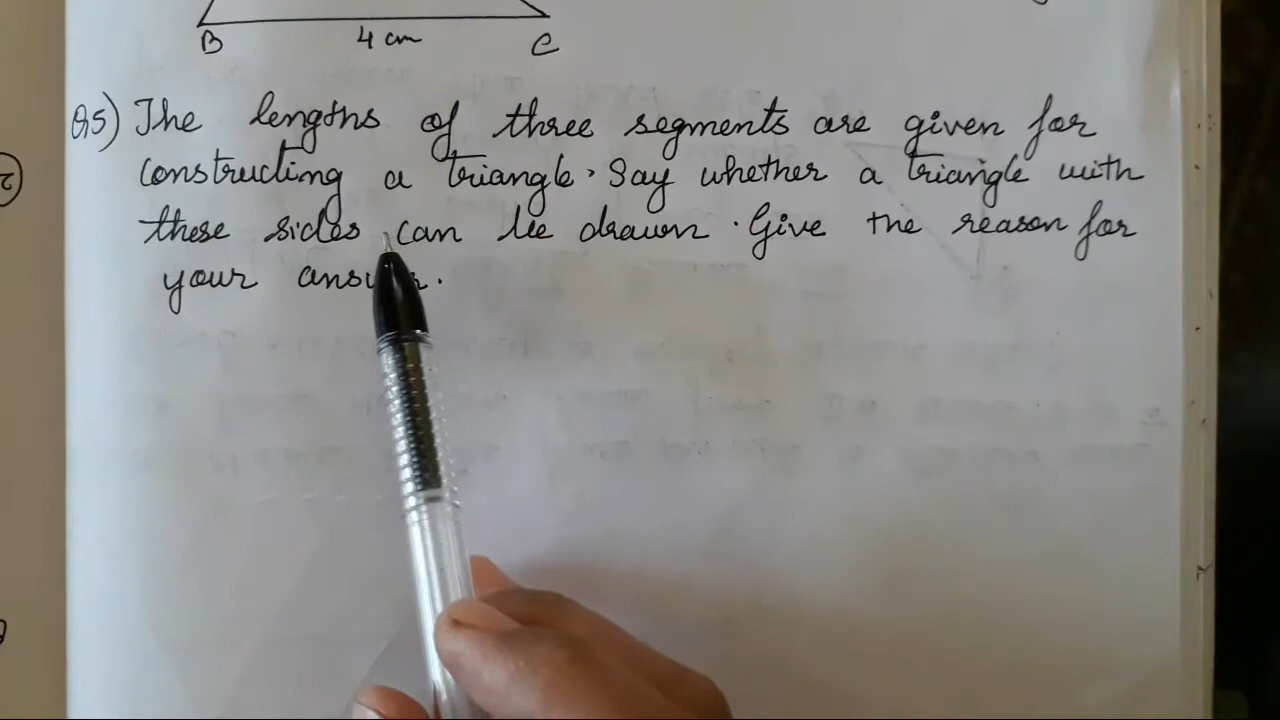 B 4 cm C
Q5) The lengths of three segments are given for
constructing a triangle. Say whether a triangle with
these sides can be drawn. Give the reason for
your